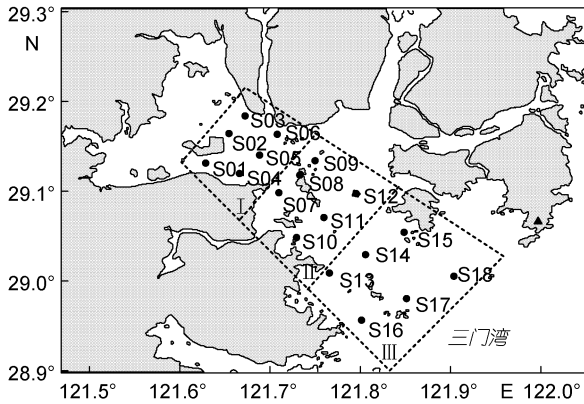 29.3°
N
29.2°
S03
S06
S02
S05
S09
S01
S04
S08
29.1°
S07
S12
Ⅰ
S11
S15
S10
S14
29.0°
Ⅱ
S13
S18
S17
S16
三门湾
Ⅲ
28.9°
121.5° 121.6° 121.7° 121.8° 121.9° E 122.0°